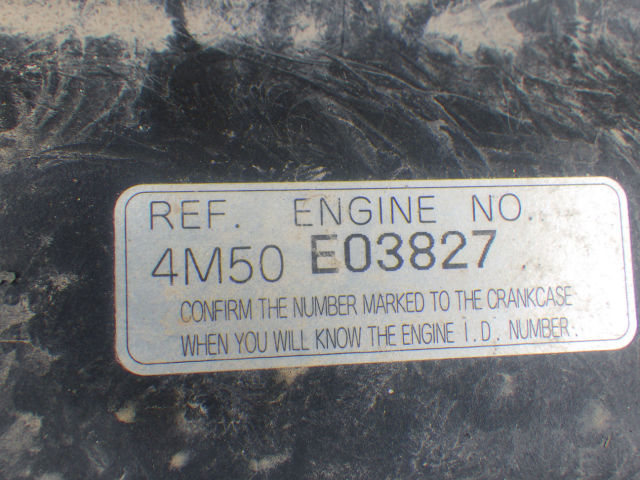 REF. ENGINE NO.
4M50 E03827
CONFIRM THE NUMBER MARKED TO THE CRANKCASE
WHEN YOU WILL KNOW THE ENGINE I.D. NUMBER.